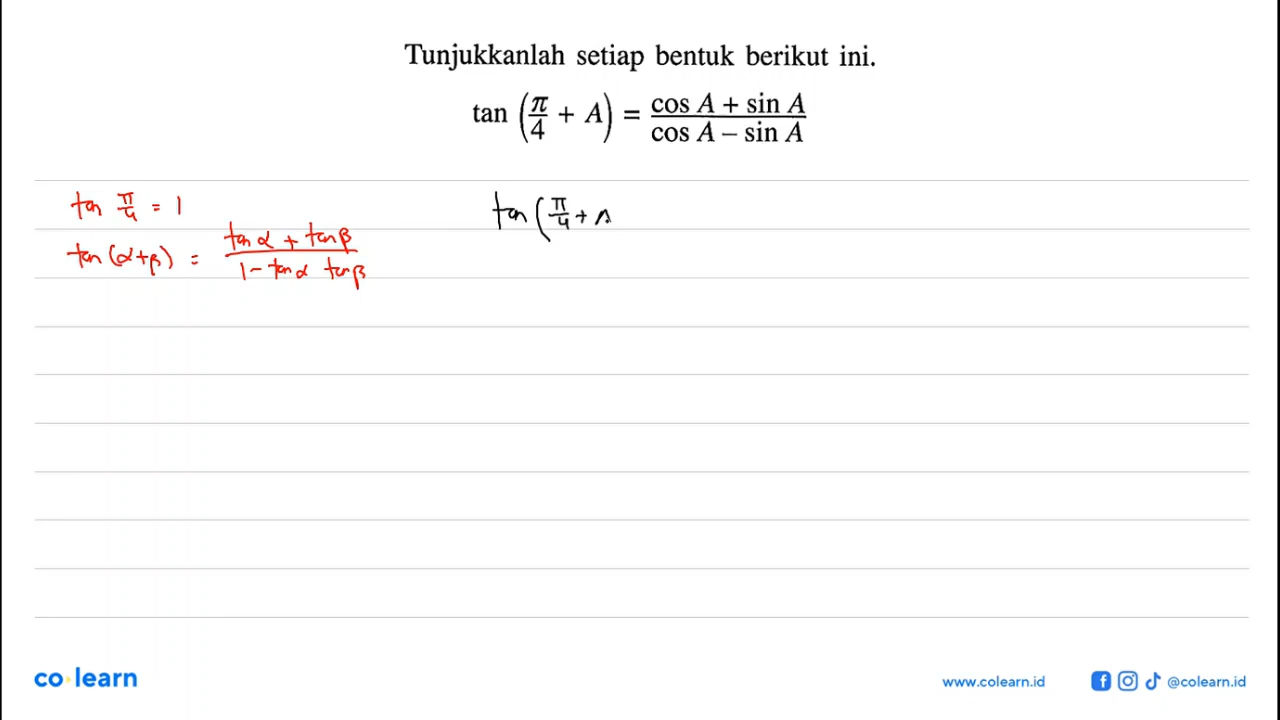 Tunjukkanlah setiap bentuk berikut ini.
tan (π/4 + A) = (cos A + sin A)/(cos A – sin A)
tan π/4 = 1
tan (α+β) = (tan α + tan β)/(1 - tan α tan β)
tan (π/4 + A
co·learn
www.colearn.id
@colearn.id